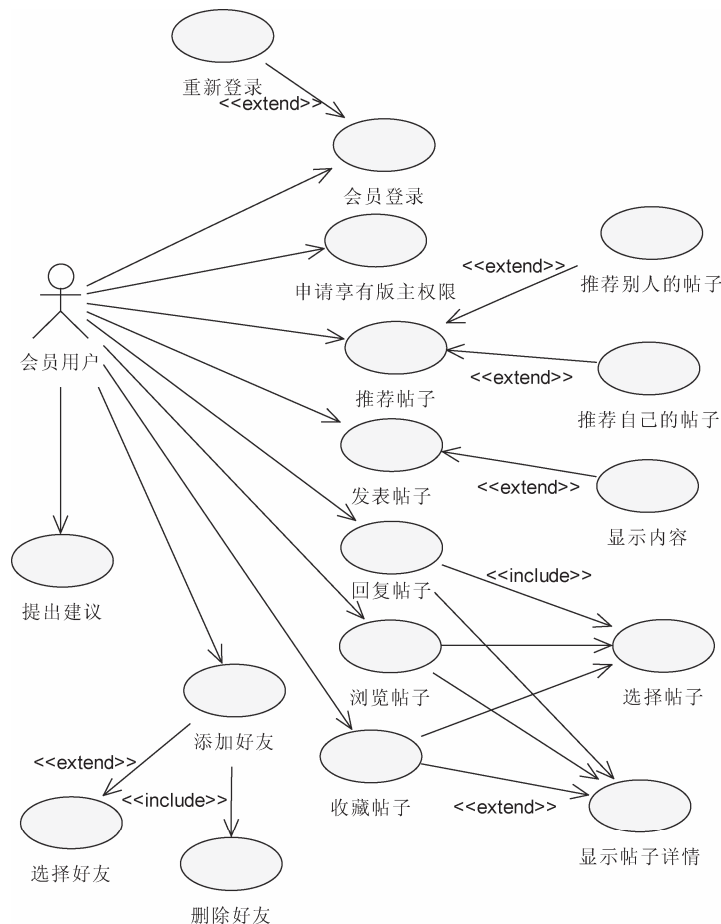 重新登录
<<extend>>
会员登录
申请享有版主权限
<<extend>>
推荐别人的帖子
会员用户
推荐帖子
<<extend>>
推荐自己的帖子
发表帖子
<<extend>>
显示内容
提出建议
回复帖子
<<include>>
浏览帖子
选择帖子
添加好友
<<extend>>
<<include>>
收藏帖子
<<extend>>
显示帖子详情
选择好友
删除好友